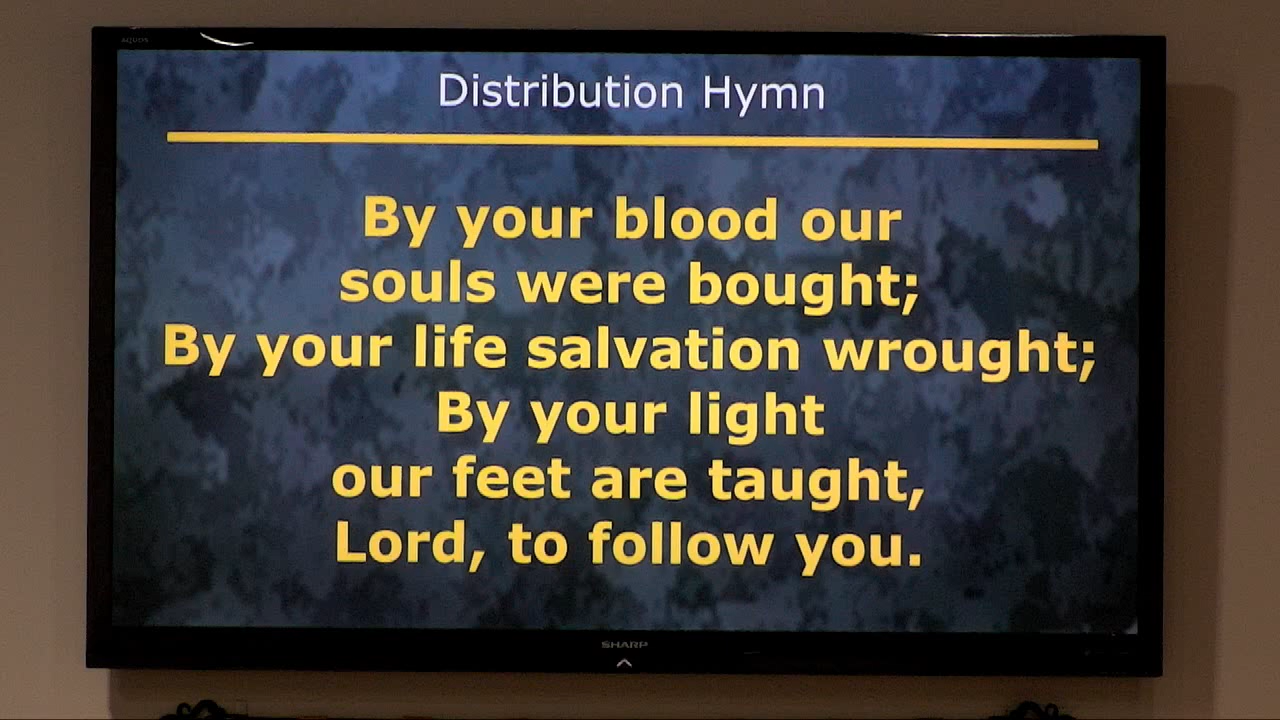 AQUOS
Distribution Hymn
By your blood our
souls were bought;
By your life salvation wrought;
By your light
our feet are taught,
Lord, to follow you.
SHARP